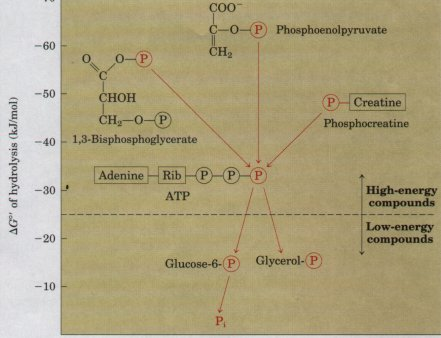 COO⁻
C—O—P
CH₂
Phosphoenolpyruvate
−60
O
O—P
C
CHOH
CH₂—O—P
1,3-Bisphosphoglycerate
−50
P—Creatine
Phosphocreatine
−40
Adenine—Rib—P—P—P
ATP
−30
High-energy
compounds
Low-energy
compounds
−20
Glucose-6-P
Glycerol-P
−10
Pᵢ
ΔG°′ of hydrolysis (kJ/mol)